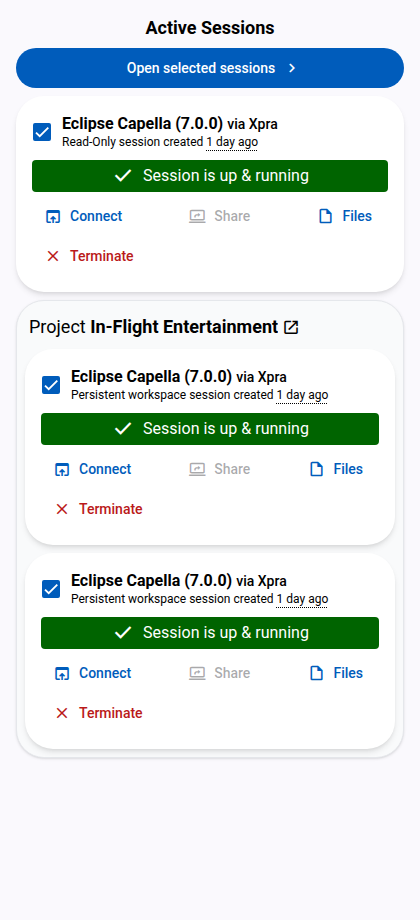 Active Sessions
Open selected sessions
Eclipse Capella (7.0.0) via Xpra
Read-Only session created 1 day ago
Session is up & running
Connect Share Files
Terminate
Project In-Flight Entertainment
Eclipse Capella (7.0.0) via Xpra
Persistent workspace session created 1 day ago
Session is up & running
Connect Share Files
Terminate
Eclipse Capella (7.0.0) via Xpra
Persistent workspace session created 1 day ago
Session is up & running
Connect Share Files
Terminate